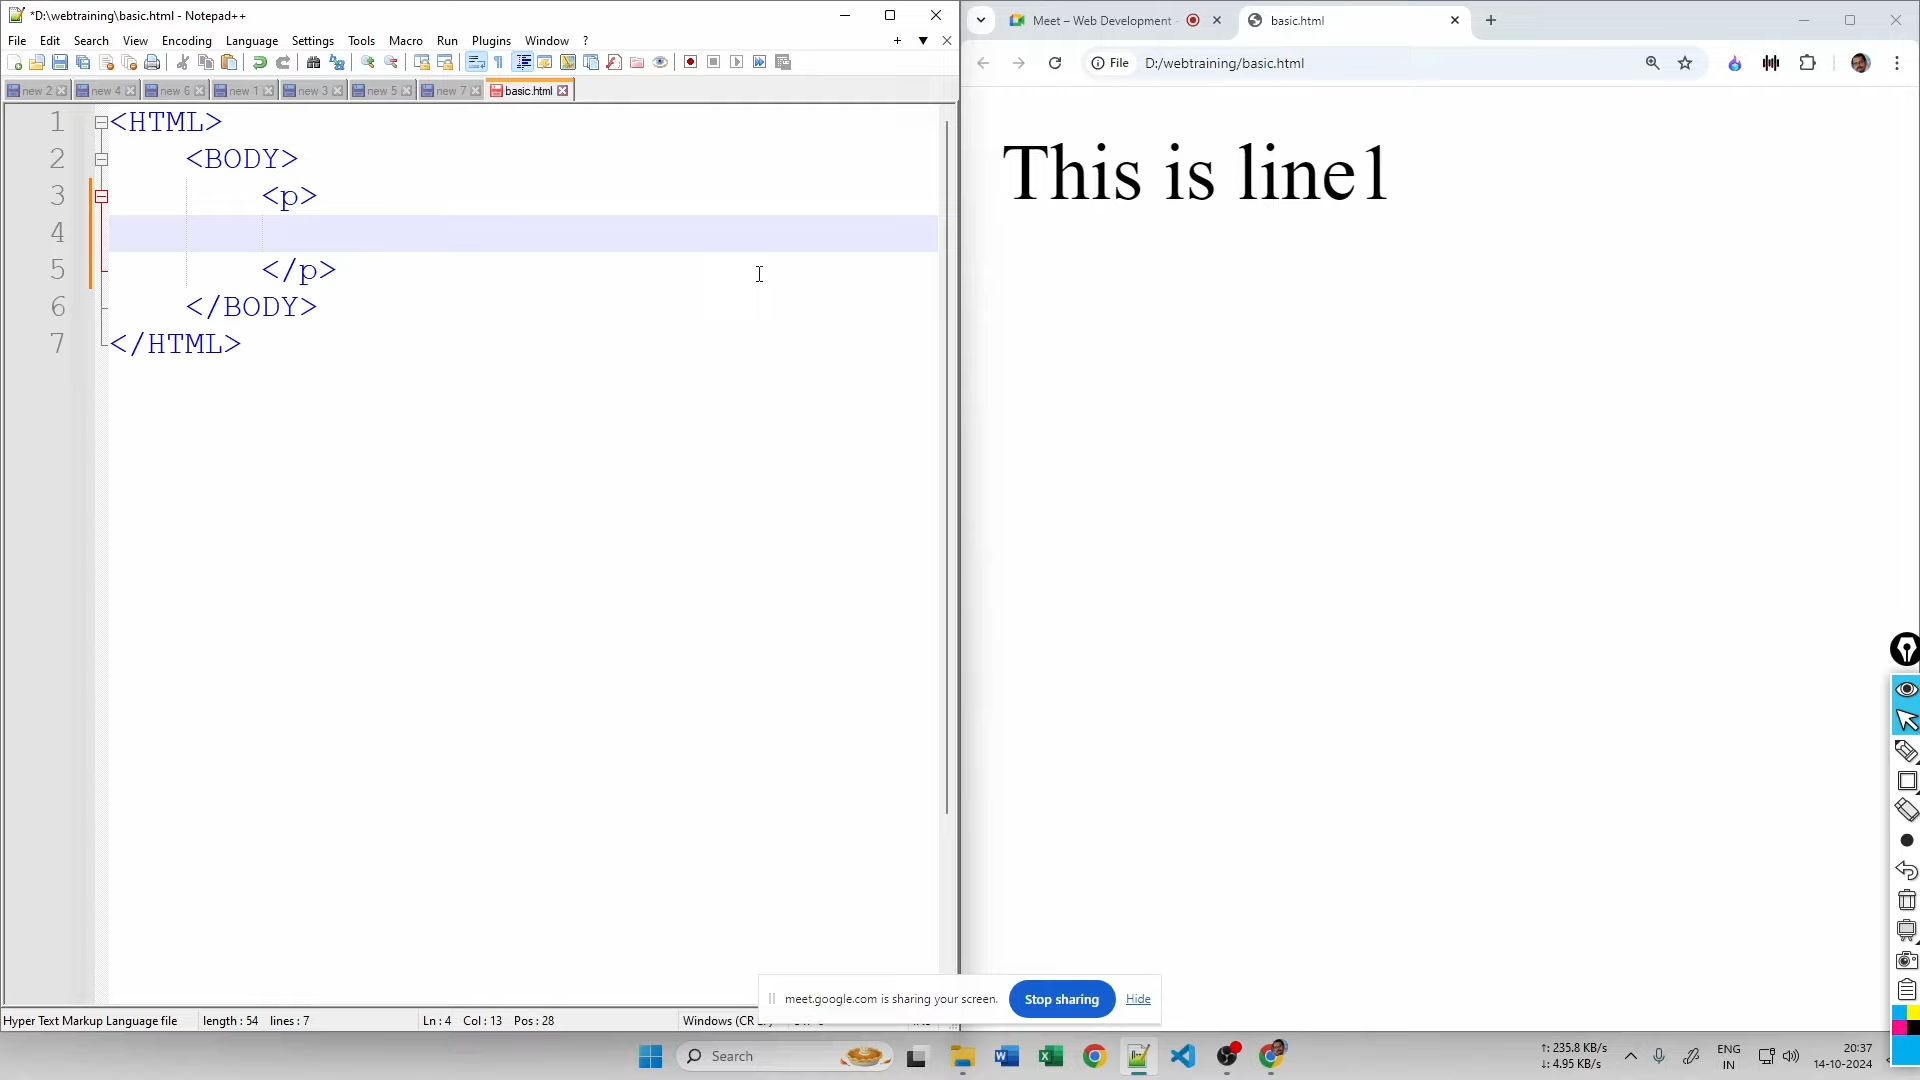 *D:\webtraining\basic.html - Notepad++
File Edit Search View Encoding Language Settings Tools Macro Run Plugins Window ?
new 2 new 4 new 6 new 1 new 3 new 5 new 7 basic.html
1 <HTML>
2 <BODY>
3 <p>
4
5 </p>
6 </BODY>
7 </HTML>
Hyper Text Markup Language file length : 54 lines : 7 Ln : 4 Col : 13 Pos : 28 Windows (CR
Meet – Web Development - basic.html
File D:/webtraining/basic.html
This is line1
meet.google.com is sharing your screen. Stop sharing Hide
Search
↑: 235.8 KB/s
↓: 4.95 KB/s
ENG
IN
20:37
14-10-2024